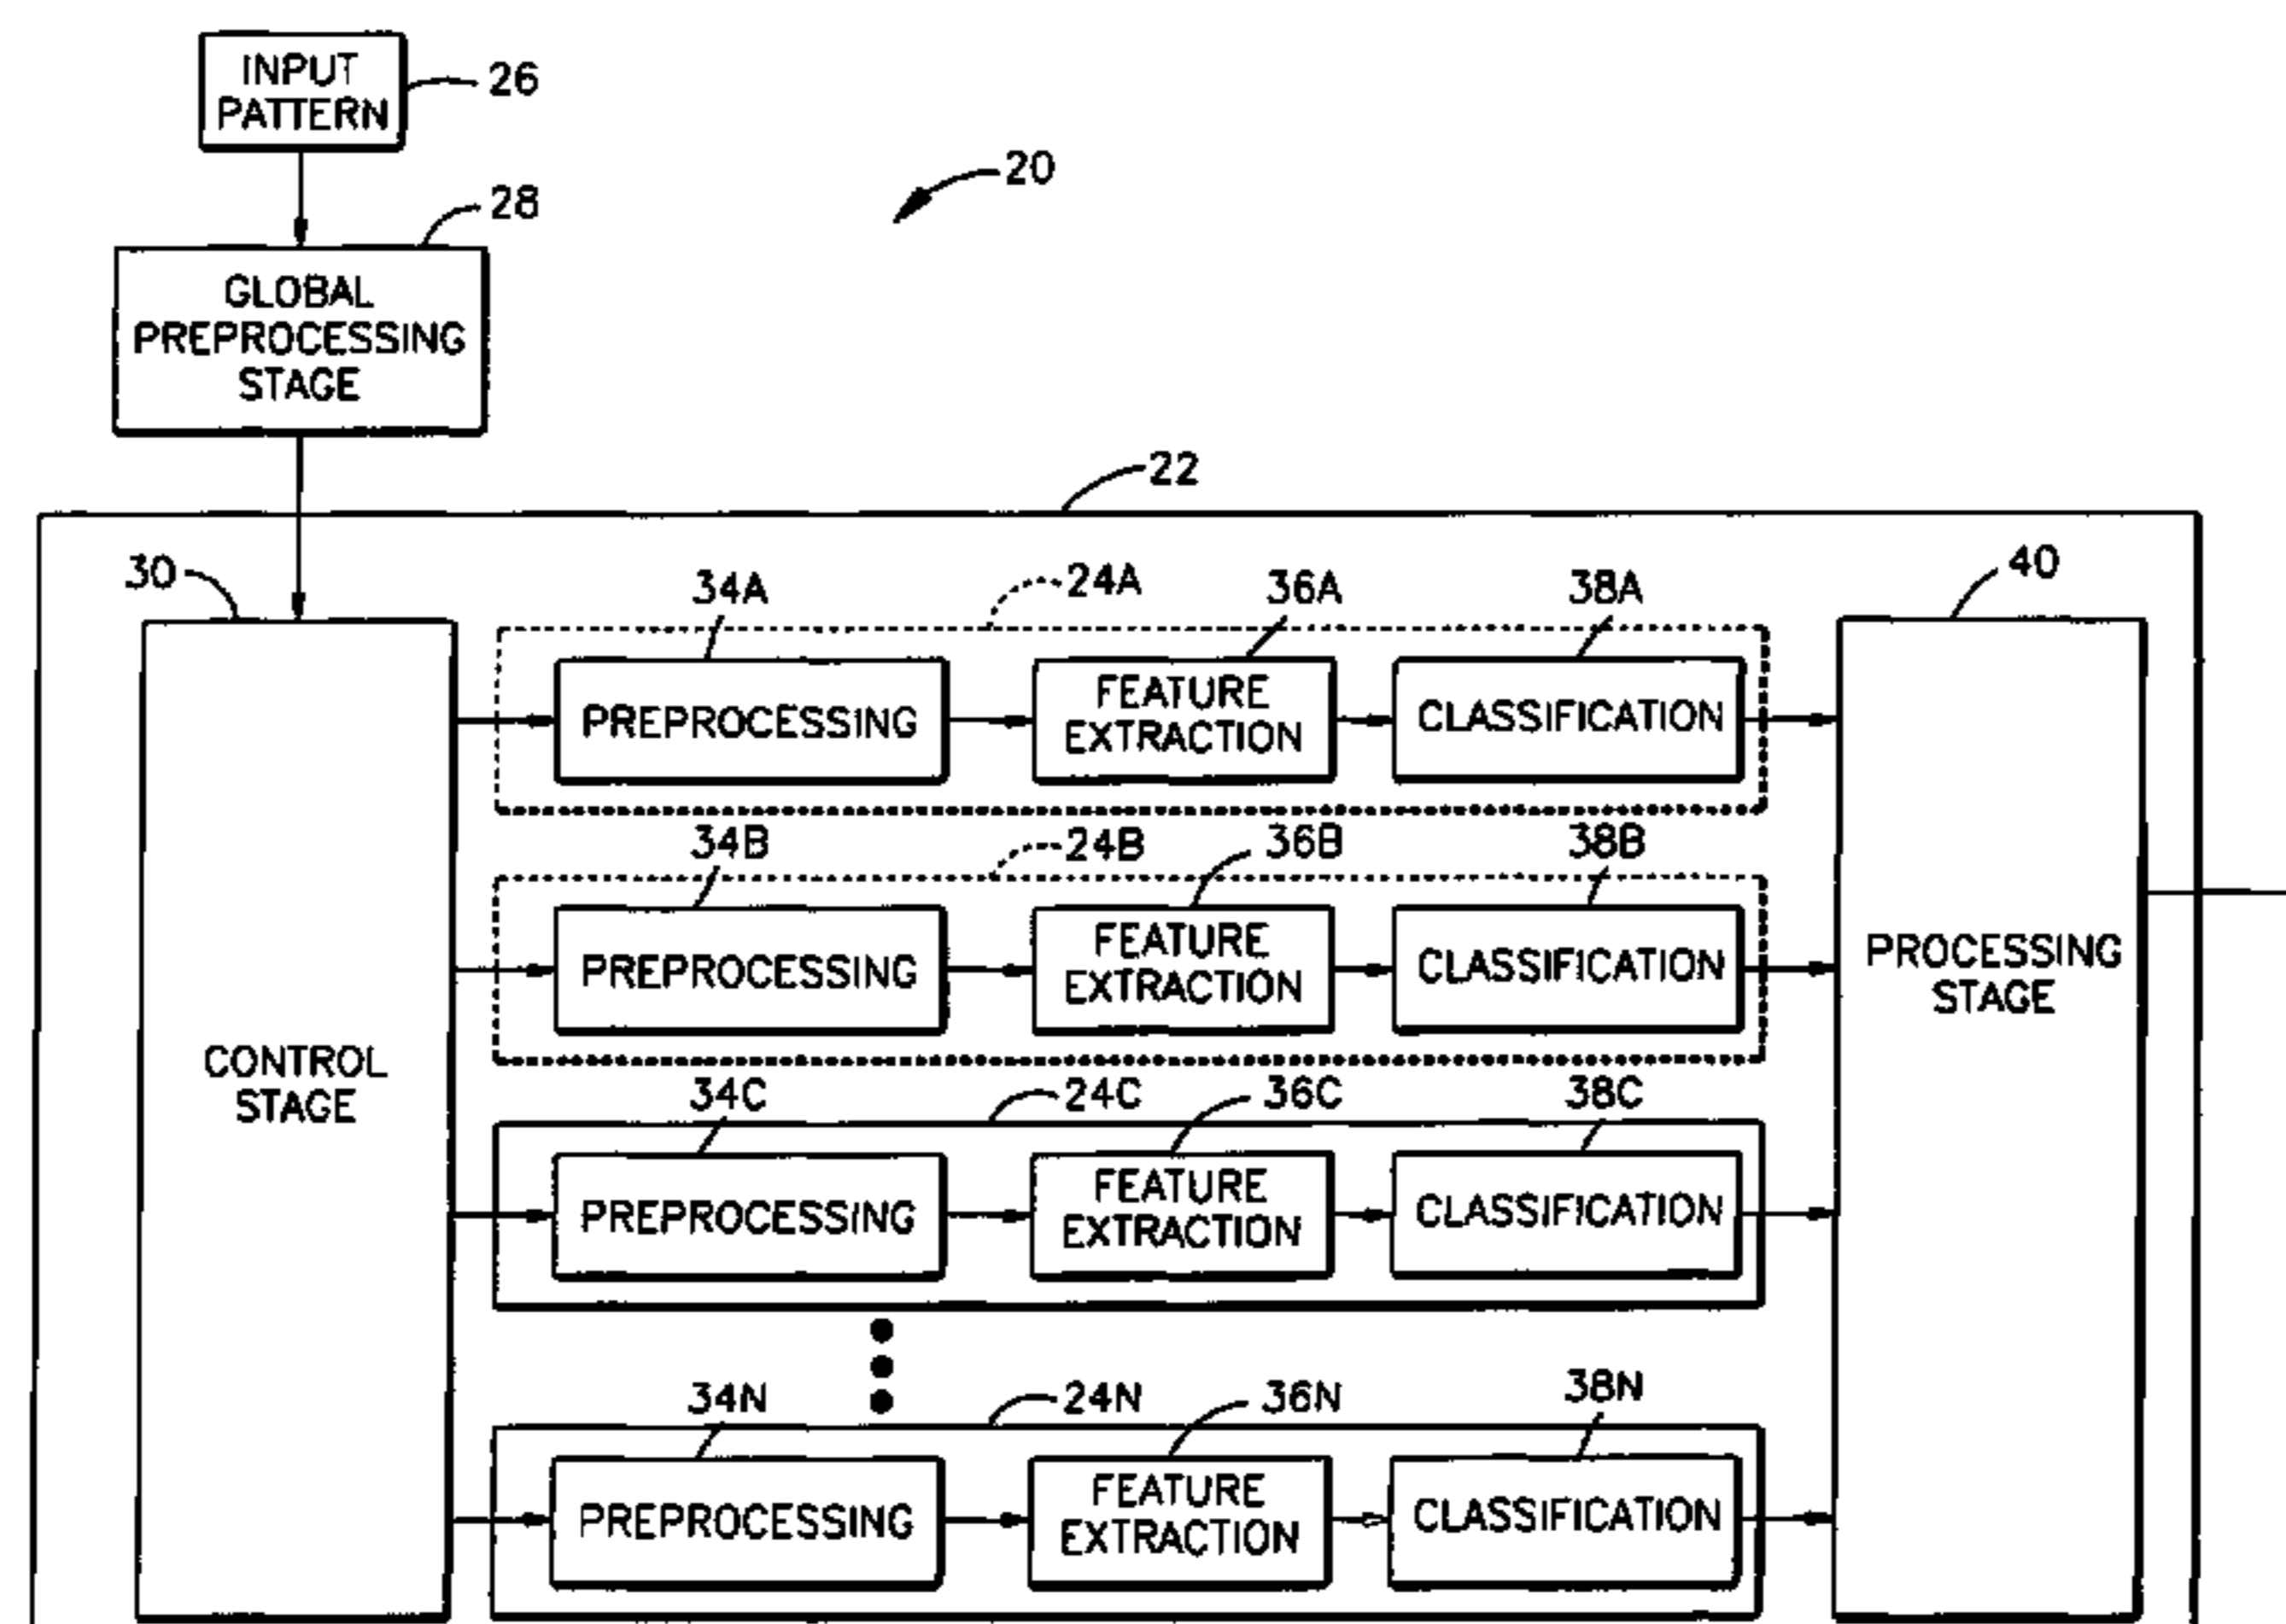 INPUT
PATTERN
26
20
28
GLOBAL
PREPROCESSING
STAGE
22
30
34A
24A
36A
38A
40
PREPROCESSING
FEATURE
EXTRACTION
CLASSIFICATION
34B
24B
36B
38B
PREPROCESSING
FEATURE
EXTRACTION
CLASSIFICATION
PROCESSING
STAGE
CONTROL
STAGE
34C
24C
36C
38C
PREPROCESSING
FEATURE
EXTRACTION
CLASSIFICATION
34N
24N
36N
38N
PREPROCESSING
FEATURE
EXTRACTION
CLASSIFICATION